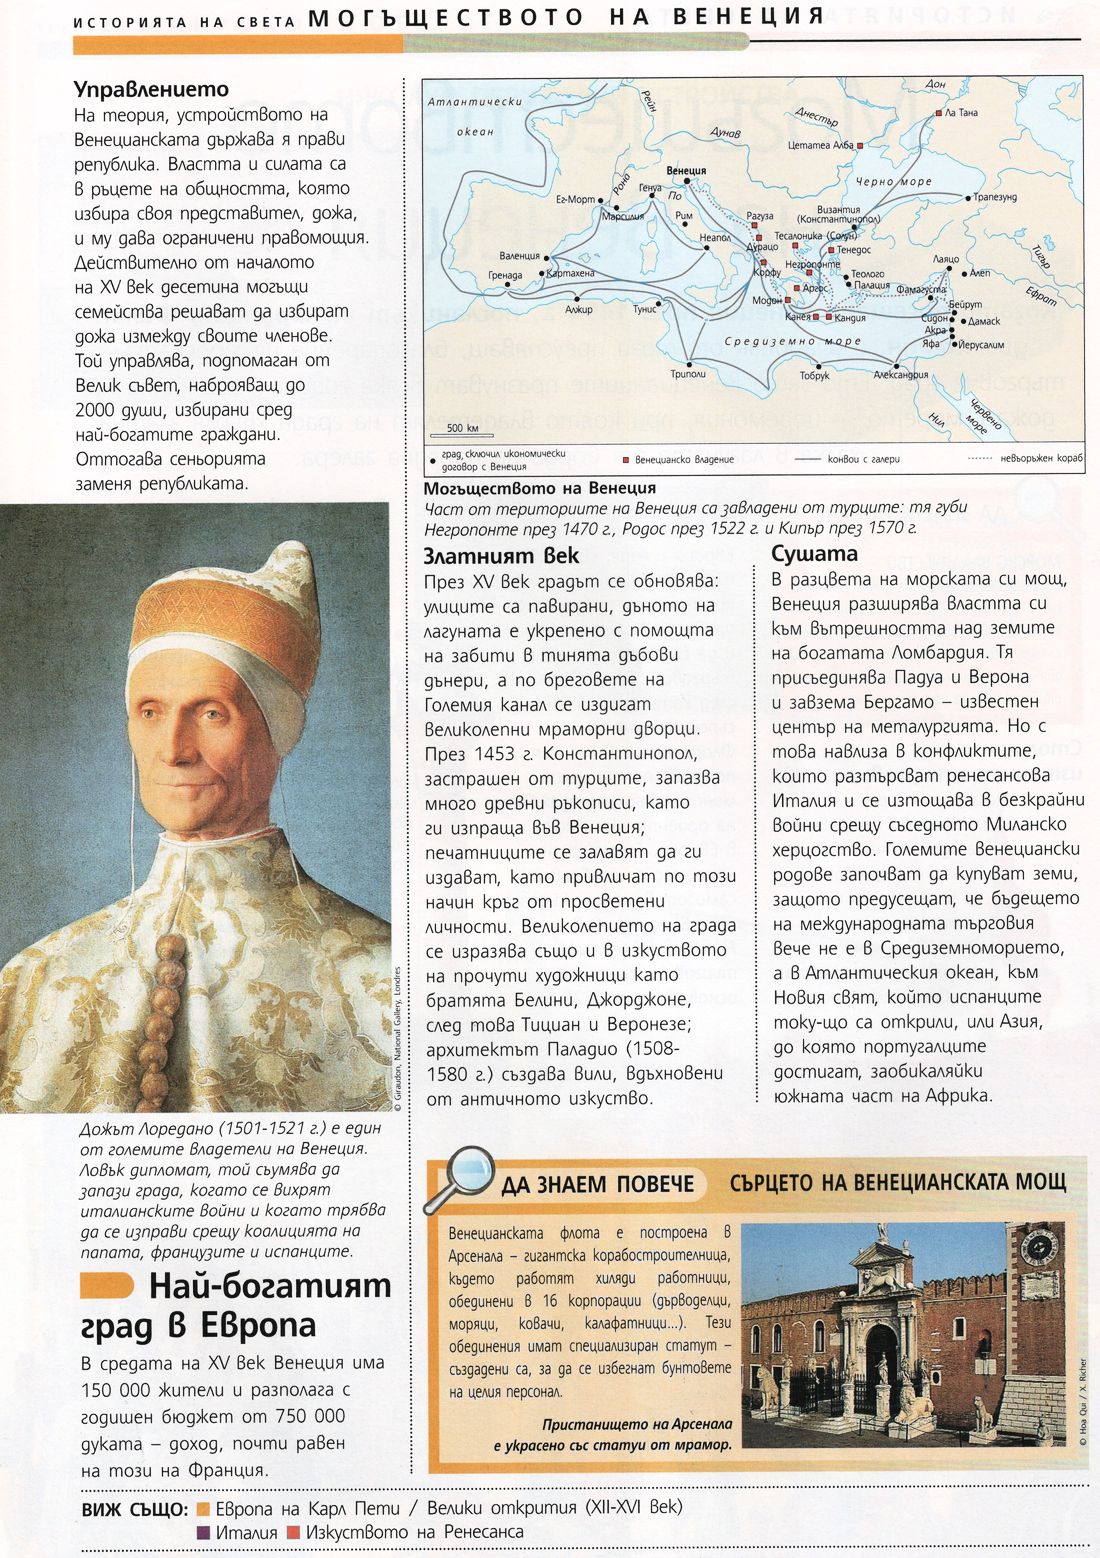 ИСТОРИЯТА НА СВЕТА МОГЪЩЕСТВОТО НА ВЕНЕЦИЯ
Управлението
На теория, устройството на
Венецианската държава я прави
република. Властта и силата са
в ръцете на общността, която
избира своя представител, дожа,
и му дава ограничени правомощия.
Действително от началото
на XV век десетина могъщи
семейства решават да избират
дожа измежду своите членове.
Той управлява, подпомаган от
Велик съвет, наброяващ до
2000 души, избирани сред
най-богатите граждани.
Оттогава сеньорията
заменя републиката.
© Giraudon, National Gallery, Londres
Дожът Лоредано (1501-1521 г.) е един
от големите владетели на Венеция.
Ловък дипломат, той съумява да
запази града, когато се вихрят
италианските войни и когато трябва
да се изправи срещу коалицията на
папата, французите и испанците.
Най-богатият
град в Европа
В средата на XV век Венеция има
150 000 жители и разполага с
годишен бюджет от 750 000
дуката – доход, почти равен
на този на Франция.
Атлантически
океан
Рейн
Дон
Днестър
Ла Тана
Дунав
Цетатеа Алба
Венеция
Черно море
Рона
Генуа
По
Трапезунд
Ег-Морт
Марсилия
Рим
Рагуза
Византия
(Константинопол)
Неапол
Дурацо
Тесалоника (Солун)
Тенедос
Тигър
Валенция
Негропонте
Лаяцо
Гренада
Картахена
Корфу
Теолого
Алеп
Палация
Фамагуста
Ефрат
Аргос
Модон
Бейрут
Алжир
Тунис
Канея
Кандия
Сидон
Дамаск
Акра
Средиземно море
Яфа
Йерусалим
Триполи
Тобрук
Александрия
Нил
Червено
море
500 км
град, сключил икономически
договор с Венеция
Венецианско владение
конвои с галери
невъоръжен кораб
Могъществото на Венеция
Част от териториите на Венеция са завладени от турците: тя губи
Негропонте през 1470 г., Родос през 1522 г. и Кипър през 1570 г.
Златният век
През XV век градът се обновява:
улиците са павирани, дъното на
лагуната е укрепено с помощта
на забити в тинята дъбови
дънери, а по бреговете на
Големия канал се издигат
великолепни мраморни дворци.
През 1453 г. Константинопол,
застрашен от турците, запазва
много древни ръкописи, като
ги изпраща във Венеция;
печатниците се залавят да ги
издават, като привличат по този
начин кръг от просветени
личности. Великолепието на града
се изразява също и в изкуството
на прочути художници като
братята Белини, Джорджоне,
след това Тициан и Веронезе;
архитектът Паладио (1508-
1580 г.) създава вили, вдъхновени
от античното изкуство.
Сушата
В разцвета на морската си мощ,
Венеция разширява властта си
към вътрешността над земите
на богатата Ломбардия. Тя
присъединява Падуа и Верона
и завзема Бергамо – известен
център на металургията. Но с
това навлиза в конфликтите,
които разтърсват ренесансова
Италия и се изтощава в безкрайни
войни срещу съседното Миланско
херцогство. Големите венециански
родове започват да купуват земи,
защото предусещат, че бъдещето
на международната търговия
вече не е в Средиземноморието,
а в Атлантическия океан, към
Новия свят, който испанците
току-що са открили, или Азия,
до която португалците
достигат, заобикаляйки
южната част на Африка.
ДА ЗНАЕМ ПОВЕЧЕ
СЪРЦЕТО НА ВЕНЕЦИАНСКАТА МОЩ
Венецианската флота е построена в
Арсенала – гигантска корабостроителница,
където работят хиляди работници,
обединени в 16 корпорации (дърводелци,
моряци, ковачи, калафатници...). Тези
обединения имат специализиран статут –
създадени са, за да се избегнат бунтовете
на целия персонал.
Пристанището на Арсенала
е украсено със статуи от мрамор.
© Hoa Qui / X. Richer
ВИЖ СЪЩО: Европа на Карл Пети / Велики открития (XII-XVI век)
Италия Изкуството на Ренесанса